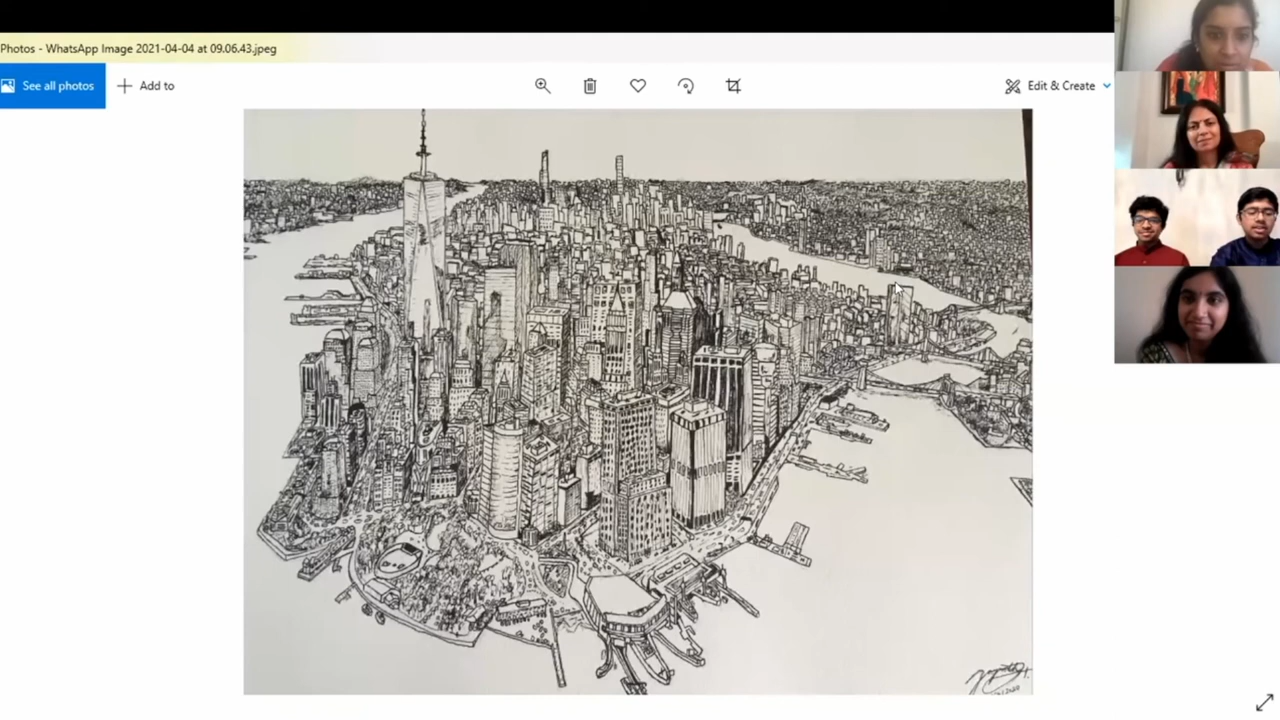 Photos - WhatsApp Image 2021-04-04 at 09.06.43.jpeg
See all photos
Add to
Edit & Create